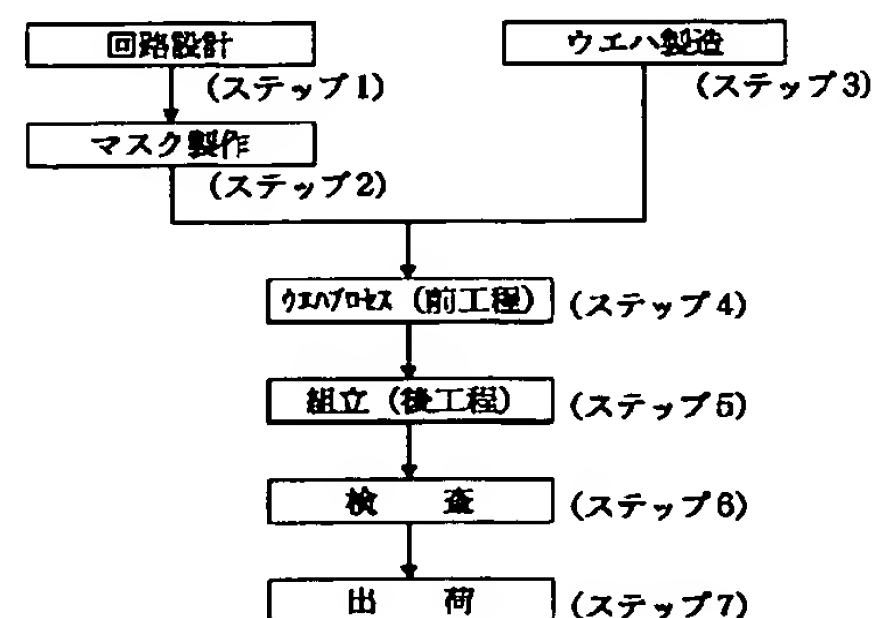 回路設計
ウエハ製造
(ステップ1)
(ステップ3)
マスク製作
(ステップ2)
ウエハプロセス (前工程)
(ステップ4)
組立 (後工程)
(ステップ5)
検 査
(ステップ6)
出 荷
(ステップ7)